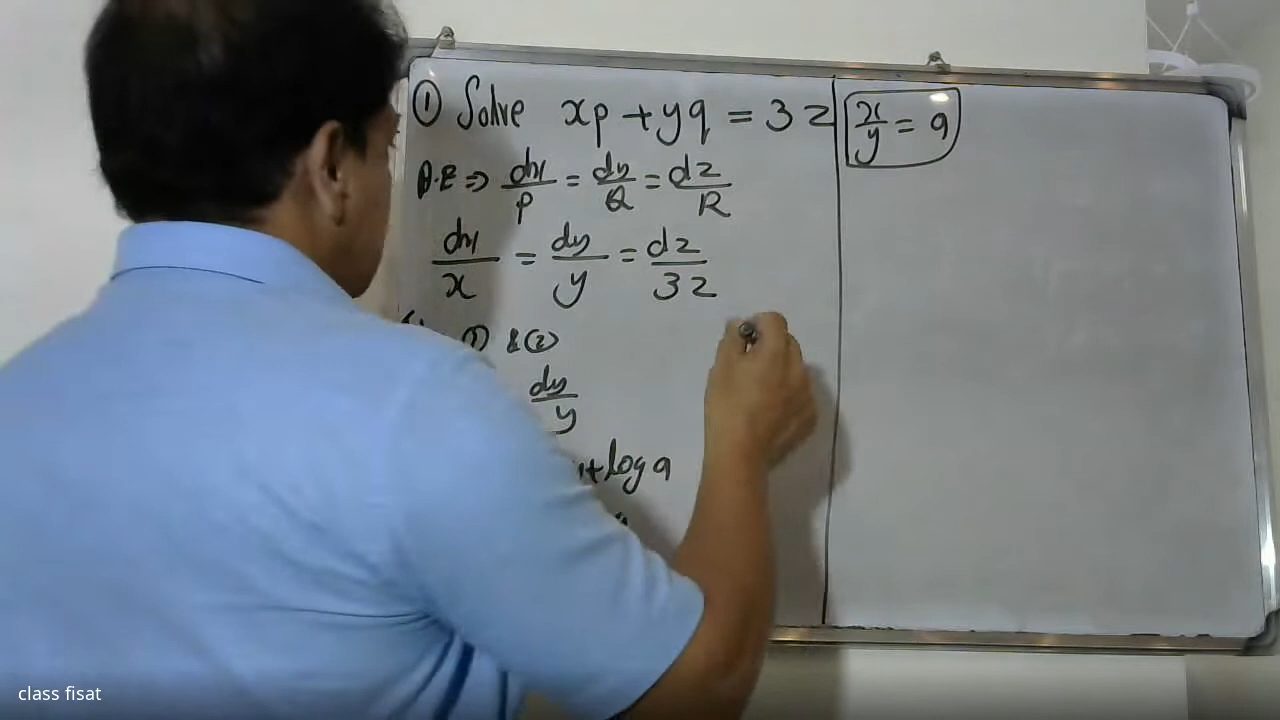 ① Solve xp + yq = 3z
A.E ⇒ dx/P = dy/Q = dz/R
dx/x = dy/y = dz/3z
① & ②
dy/y
+ log a
x/y = a
class fisat